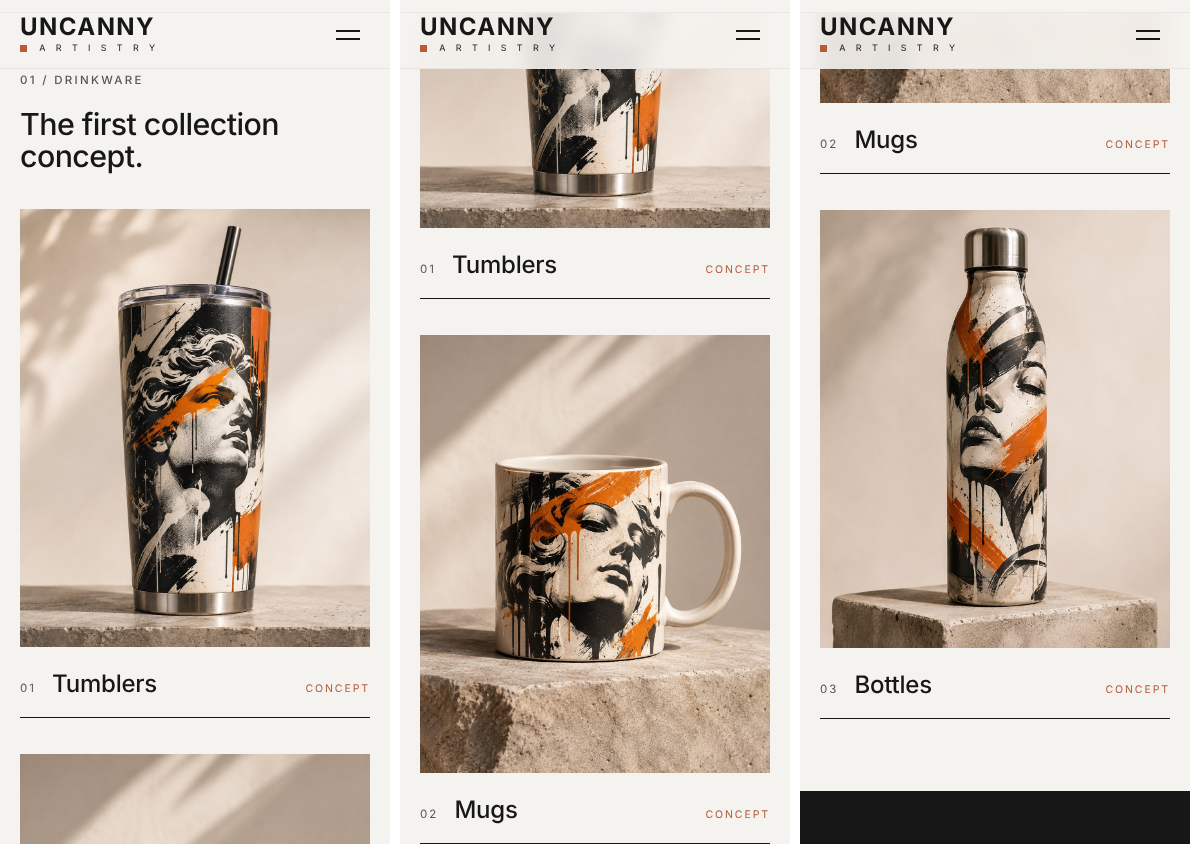 UNCANNY
ARTISTRY
01 / DRINKWARE
The first collection
concept.
01 Tumblers CONCEPT
UNCANNY
ARTISTRY
01 Tumblers CONCEPT
02 Mugs CONCEPT
UNCANNY
ARTISTRY
02 Mugs CONCEPT
03 Bottles CONCEPT